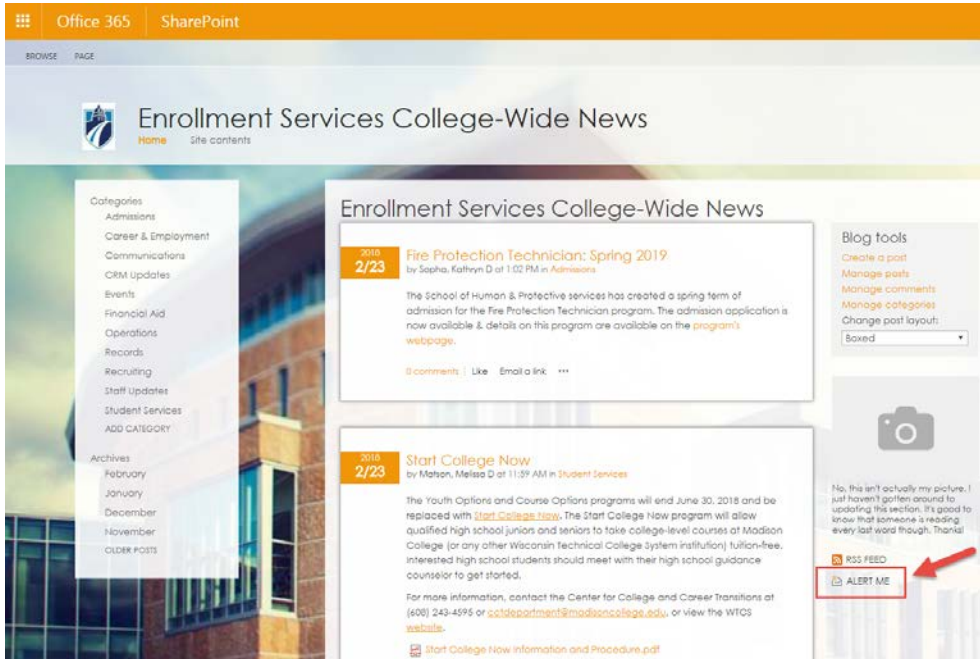 Office 365
SharePoint
BROWSE
PAGE
Enrollment Services College-Wide News
Home
Site contents
Categories
Admissions
Career & Employment
Communications
CRM Updates
Events
Financial Aid
Operations
Records
Recruiting
Staff Updates
Student Services
ADD CATEGORY
Archives
February
January
December
November
OLDER POSTS
Enrollment Services College-Wide News
2018
2/23
Fire Protection Technician: Spring 2019
by Sopha, Kathryn D at 1:02 PM in Admissions
The School of Human & Protective services has created a spring term of
admission for the Fire Protection Technician program. The admission application is
now available & details on this program are available on the program's
webpage.
0 comments | Like Email a link •••
2018
2/23
Start College Now
by Matson, Melissa D at 11:59 AM in Student Services
The Youth Options and Course Options programs will end June 30, 2018 and be
replaced with Start College Now. The Start College Now program will allow
qualified high school juniors and seniors to take college-level courses at Madison
College (or any other Wisconsin Technical College System institution) tuition-free.
Interested high school students should meet with their high school guidance
counselor to get started.
For more information, contact the Center for College and Career Transitions at
(608) 243-4595 or cctdepartment@madisoncollege.edu, or view the WTCS
website.
Start College Now Information and Procedure.pdf
Blog tools
Create a post
Manage posts
Manage comments
Manage categories
Change post layout:
Boxed
No, this isn't actually my picture. I
just haven't gotten around to
updating this section. It's good to
know that someone is reading
every last word though. Thanks!
RSS FEED
ALERT ME